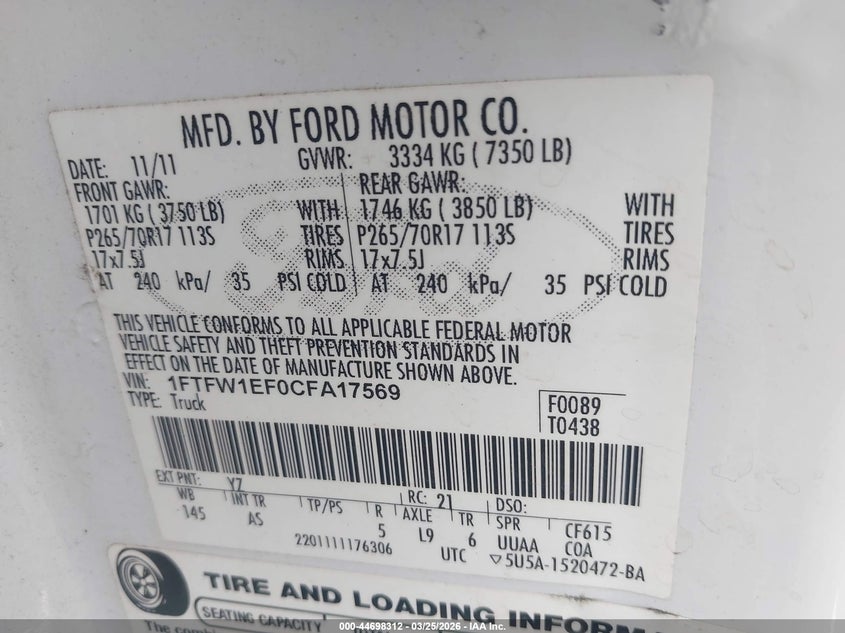 MFD. BY FORD MOTOR CO.
DATE: 11/11 GVWR: 3334 KG ( 7350 LB)
FRONT GAWR: REAR GAWR:
1701 KG ( 3750 LB) WITH 1746 KG ( 3850 LB) WITH
P265/70R17 113S TIRES P265/70R17 113S TIRES
17x7.5J RIMS 17x7.5J RIMS
AT 240 kPa/ 35 PSI COLD AT 240 kPa/ 35 PSI COLD
THIS VEHICLE CONFORMS TO ALL APPLICABLE FEDERAL MOTOR
VEHICLE SAFETY AND THEFT PREVENTION STANDARDS IN
EFFECT ON THE DATE OF MANUFACTURE SHOWN ABOVE.
VIN: 1FTFW1EF0CFA17569
TYPE: Truck
F0089
T0438
EXT PNT: YZ RC: 21 DSO:
WB INT TR TP/PS R AXLE TR SPR CF615
145 AS 5 L9 6 UUAA COA
2201111176306 UTC ▽5U5A-1520472-BA
TIRE AND LOADING INFORM
SEATING CAPACITY
The
000-44698312 - 03/25/2026 - IAA Inc.